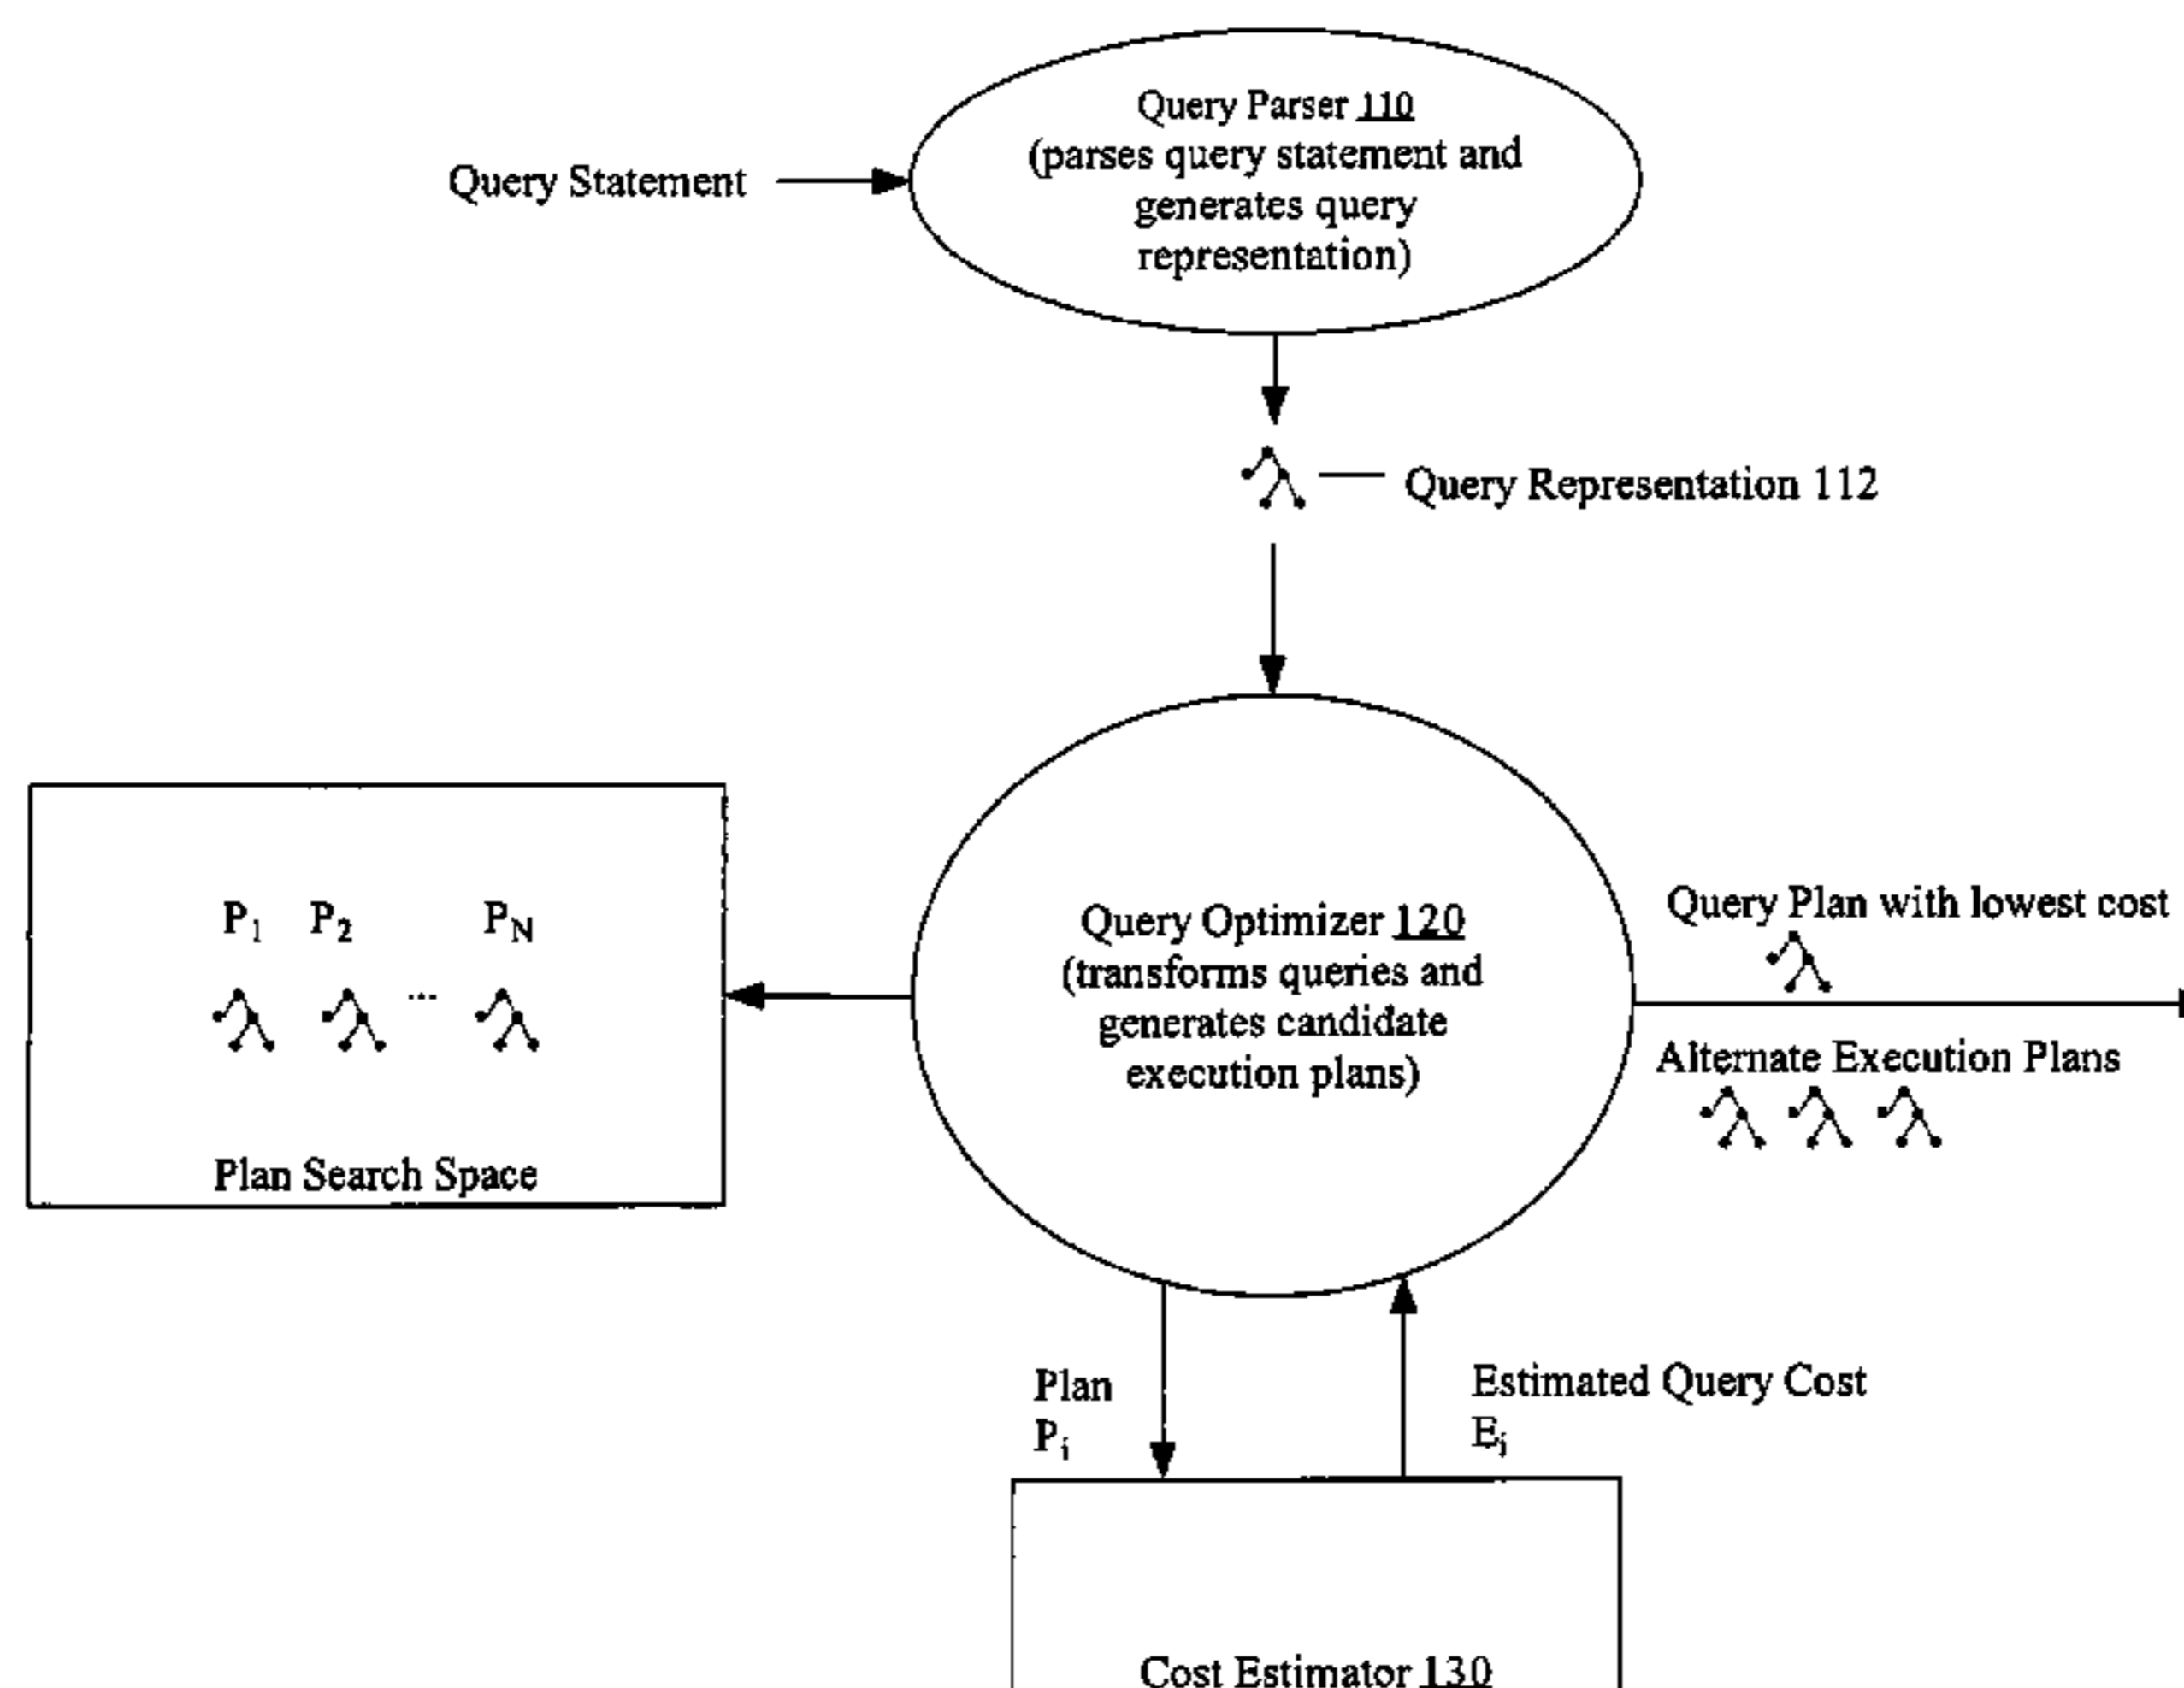 Query Parser 110
(parses query statement and
generates query
representation)
Query Statement
Query Representation 112
P1 P2 ... PN
Plan Search Space
Query Optimizer 120
(transforms queries and
generates candidate
execution plans)
Query Plan with lowest cost
Alternate Execution Plans
Plan
Pi
Estimated Query Cost
Ei
Cost Estimator 130